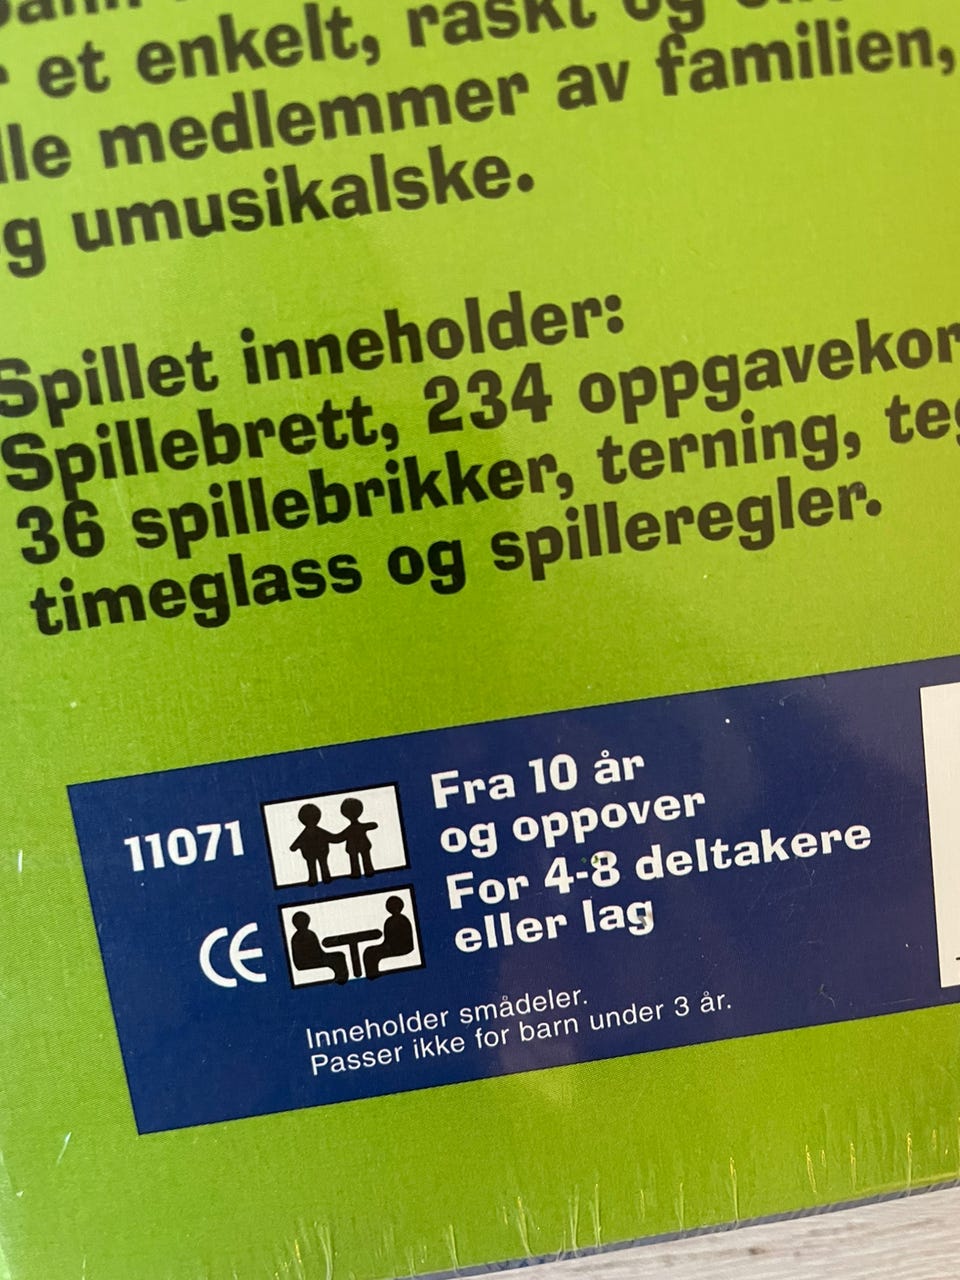 et enkelt, raskt og
medlemmer av familien,
umusikalske.
Spillet inneholder:
Spillebrett, 234
36 spillebrikker, terning,
timeglass og spilleregler.
11071
Fra 10 år
og oppover
For 4-8 deltakere
eller lag
CE
Inneholder smådeler.
Passer ikke for barn under 3 år.